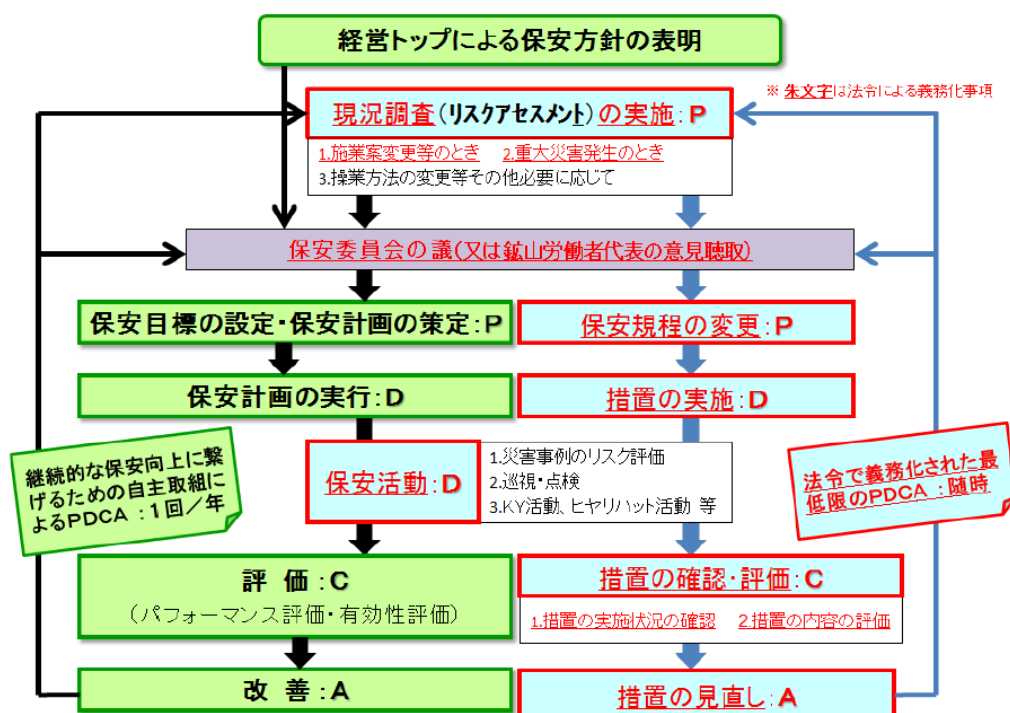 経営トップによる保安方針の表明
※ 朱文字は法令による義務化事項
現況調査(リスクアセスメント)の実施:P
1.施業案変更等のとき 2.重大災害発生のとき
3.操業方法の変更等その他必要に応じて
保安委員会の議(又は鉱山労働者代表の意見聴取)
保安目標の設定・保安計画の策定:P
保安規程の変更:P
保安計画の実行:D
措置の実施:D
継続的な保安向上に繋
げるための自主取組に
よるPDCA :1回/年
保安活動:D
1.災害事例のリスク評価
2.巡視・点検
3.KY活動、ヒヤリハット活動 等
法令で義務化された最
低限のPDCA:随時
評 価:C
(パフォーマンス評価・有効性評価)
措置の確認・評価:C
1.措置の実施状況の確認 2.措置の内容の評価
改 善:A
措置の見直し:A